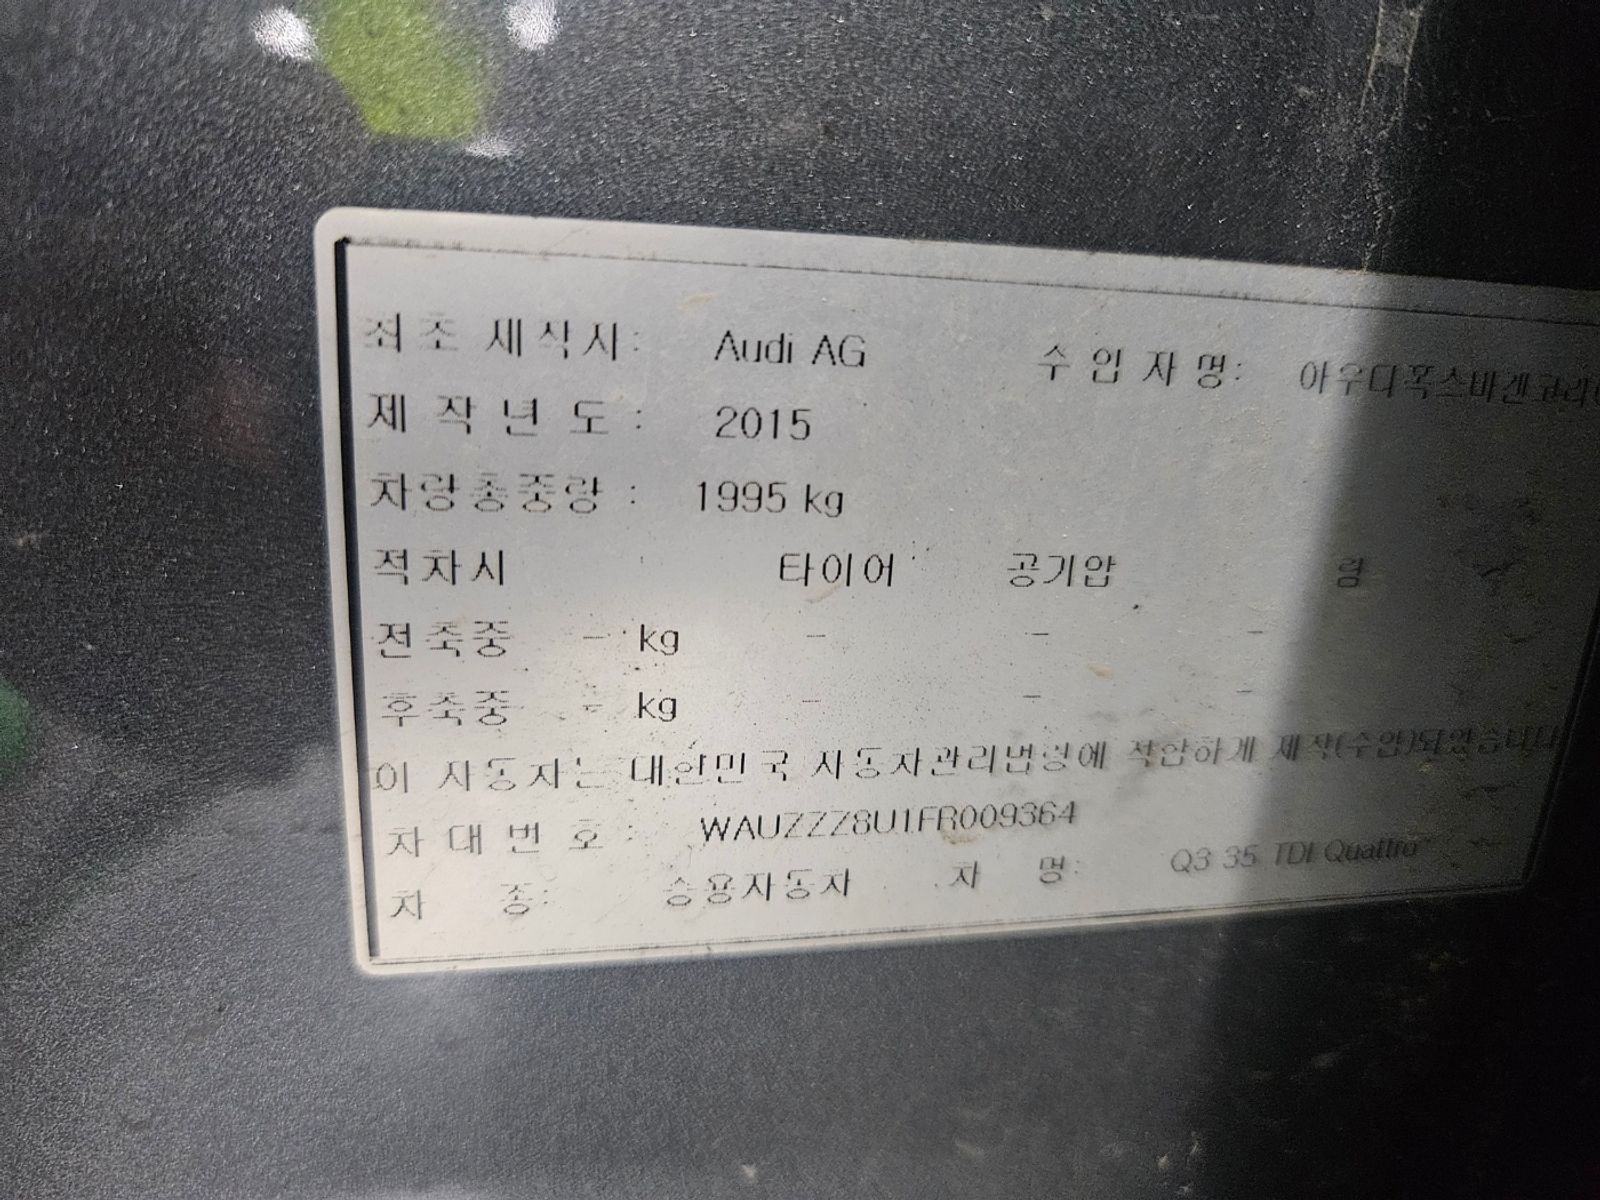 최초 제작자: Audi AG 수입자명: 아우디폭스바겐코리아
제작년도: 2015
차량총중량: 1995 kg
적차시 타이어 공기압 림
전축중 - kg - - -
후축중 - kg - - -
이 자동차는 대한민국 자동차관리법령에 적합하게 제작(수입)되었습니다
차대번호: WAUZZZ8U1FR009364
차 종: 승용자동차 차 명: Q3 35 TDI Quattro